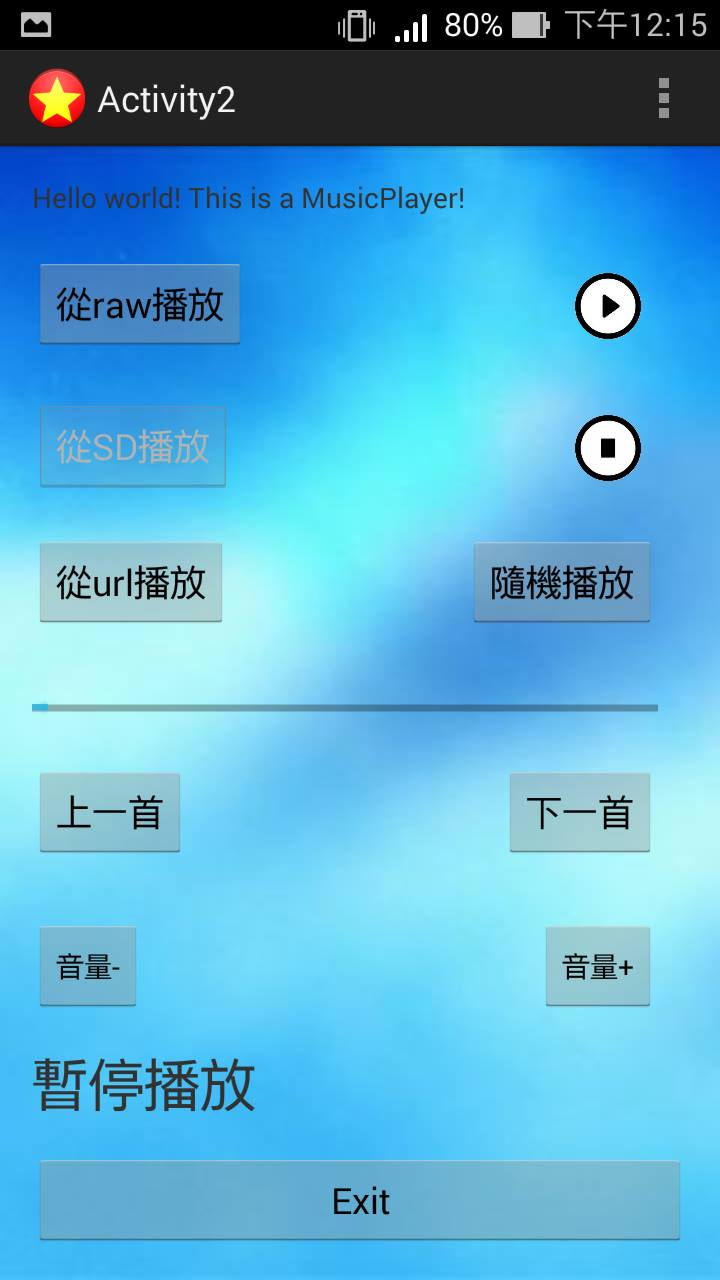 80% 下午12:15
Activity2
Hello world! This is a MusicPlayer!
從raw播放
從SD播放
從url播放
隨機播放
上一首
下一首
音量-
音量+
暫停播放
Exit